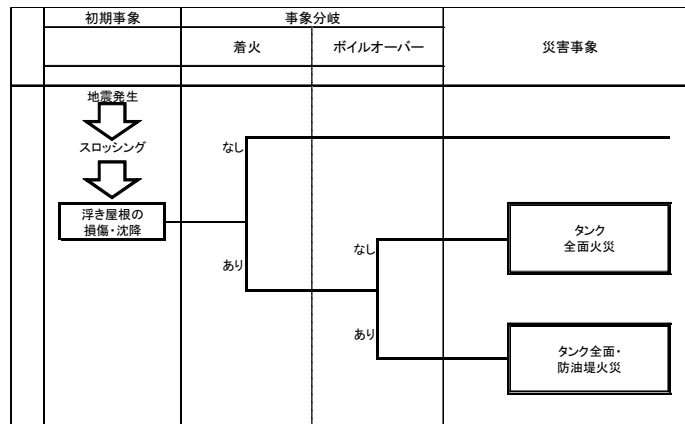 初期事象
事象分岐
災害事象
着火
ボイルオーバー
地震発生
スロッシング
浮き屋根の
損傷・沈降
なし
あり
なし
あり
タンク
全面火災
タンク全面・
防油堤火災